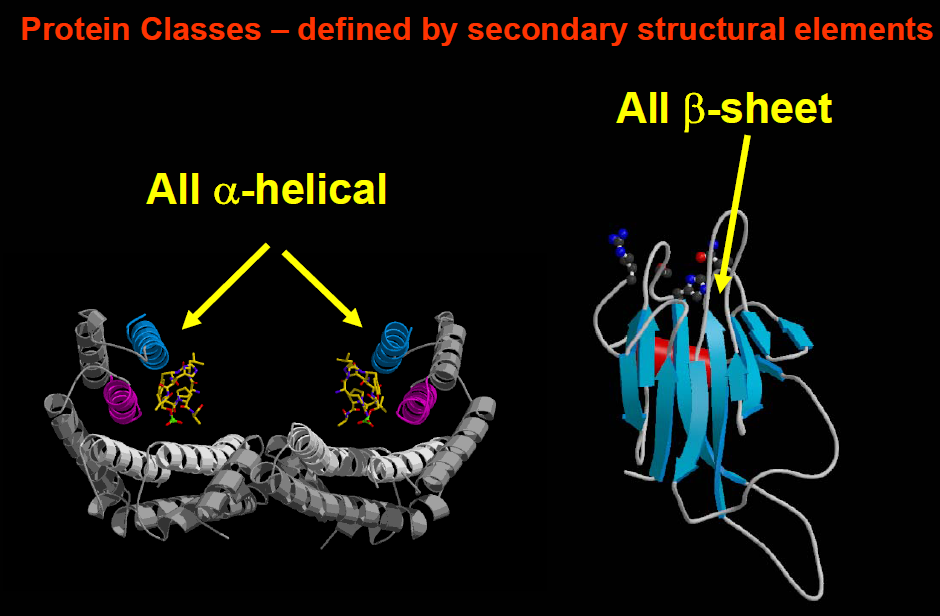 Protein Classes – defined by secondary structural elements
All β-sheet
All α-helical